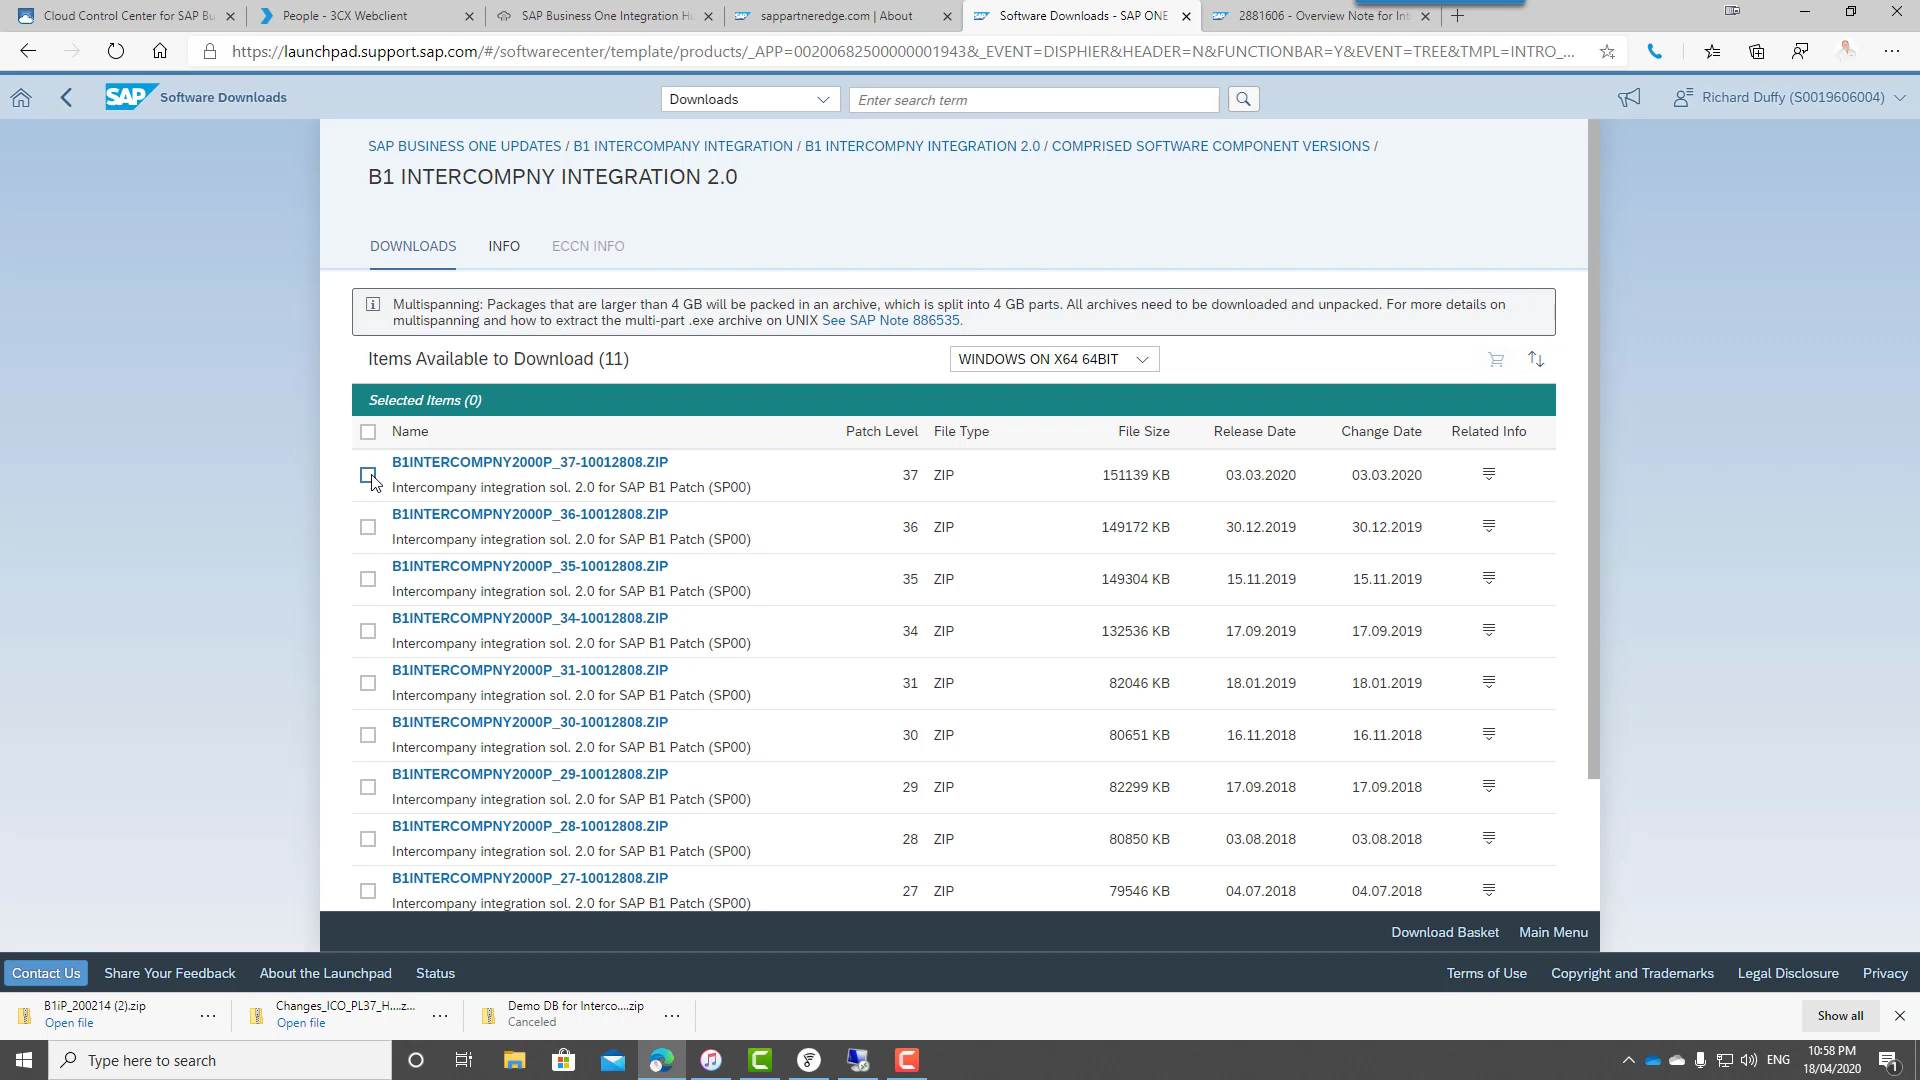 Cloud Control Center for SAP Bu
People - 3CX Webclient
SAP Business One Integration Hu
sappartneredge.com | About
Software Downloads - SAP ONE
2881606 - Overview Note for Int
https://launchpad.support.sap.com/#/softwarecenter/template/products/_APP=00200682500000001943&_EVENT=DISPHIER&HEADER=N&FUNCTIONBAR=Y&EVENT=TREE&TMPL=INTRO_...
SAP Software Downloads
Downloads
Enter search term
Richard Duffy (S0019606004)
SAP BUSINESS ONE UPDATES / B1 INTERCOMPANY INTEGRATION / B1 INTERCOMPNY INTEGRATION 2.0 / COMPRISED SOFTWARE COMPONENT VERSIONS /
B1 INTERCOMPNY INTEGRATION 2.0
DOWNLOADS INFO ECCN INFO
Multispanning: Packages that are larger than 4 GB will be packed in an archive, which is split into 4 GB parts. All archives need to be downloaded and unpacked. For more details on
multispanning and how to extract the multi-part .exe archive on UNIX See SAP Note 886535.
Items Available to Download (11)
WINDOWS ON X64 64BIT
Selected Items (0)
Name Patch Level File Type File Size Release Date Change Date Related Info
B1INTERCOMPNY2000P_37-10012808.ZIP
37 ZIP 151139 KB 03.03.2020 03.03.2020
Intercompany integration sol. 2.0 for SAP B1 Patch (SP00)
B1INTERCOMPNY2000P_36-10012808.ZIP
36 ZIP 149172 KB 30.12.2019 30.12.2019
Intercompany integration sol. 2.0 for SAP B1 Patch (SP00)
B1INTERCOMPNY2000P_35-10012808.ZIP
35 ZIP 149304 KB 15.11.2019 15.11.2019
Intercompany integration sol. 2.0 for SAP B1 Patch (SP00)
B1INTERCOMPNY2000P_34-10012808.ZIP
34 ZIP 132536 KB 17.09.2019 17.09.2019
Intercompany integration sol. 2.0 for SAP B1 Patch (SP00)
B1INTERCOMPNY2000P_31-10012808.ZIP
31 ZIP 82046 KB 18.01.2019 18.01.2019
Intercompany integration sol. 2.0 for SAP B1 Patch (SP00)
B1INTERCOMPNY2000P_30-10012808.ZIP
30 ZIP 80651 KB 16.11.2018 16.11.2018
Intercompany integration sol. 2.0 for SAP B1 Patch (SP00)
B1INTERCOMPNY2000P_29-10012808.ZIP
29 ZIP 82299 KB 17.09.2018 17.09.2018
Intercompany integration sol. 2.0 for SAP B1 Patch (SP00)
B1INTERCOMPNY2000P_28-10012808.ZIP
28 ZIP 80850 KB 03.08.2018 03.08.2018
Intercompany integration sol. 2.0 for SAP B1 Patch (SP00)
B1INTERCOMPNY2000P_27-10012808.ZIP
27 ZIP 79546 KB 04.07.2018 04.07.2018
Intercompany integration sol. 2.0 for SAP B1 Patch (SP00)
Download Basket Main Menu
Contact Us Share Your Feedback About the Launchpad Status Terms of Use Copyright and Trademarks Legal Disclosure Privacy
B1iP_200214 (2).zip
Open file
Changes_ICO_PL37_H....z...
Open file
Demo DB for Interco....zip
Canceled
Show all
Type here to search
ENG
10:58 PM
18/04/2020
1